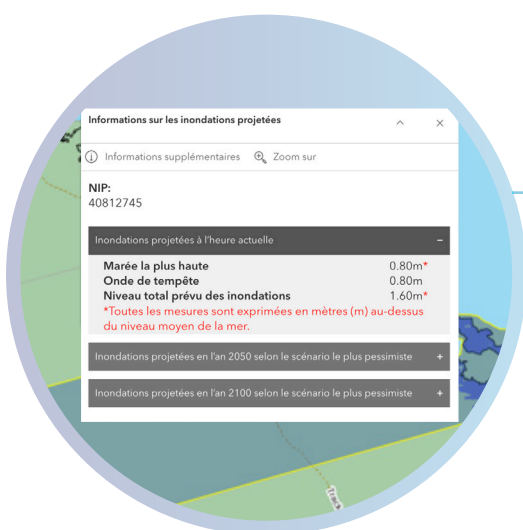 Informations sur les inondations projetées
Informations supplémentaires Zoom sur
NIP:
40812745
Inondations projetées à l'heure actuelle −
Marée la plus haute 0.80m*
Onde de tempête 0.80m
Niveau total prévu des inondations 1.60m*
*Toutes les mesures sont exprimées en mètres (m) au-dessus
du niveau moyen de la mer.
Inondations projetées en l'an 2050 selon le scénario le plus pessimiste +
Inondations projetées en l'an 2100 selon le scénario le plus pessimiste +
Track